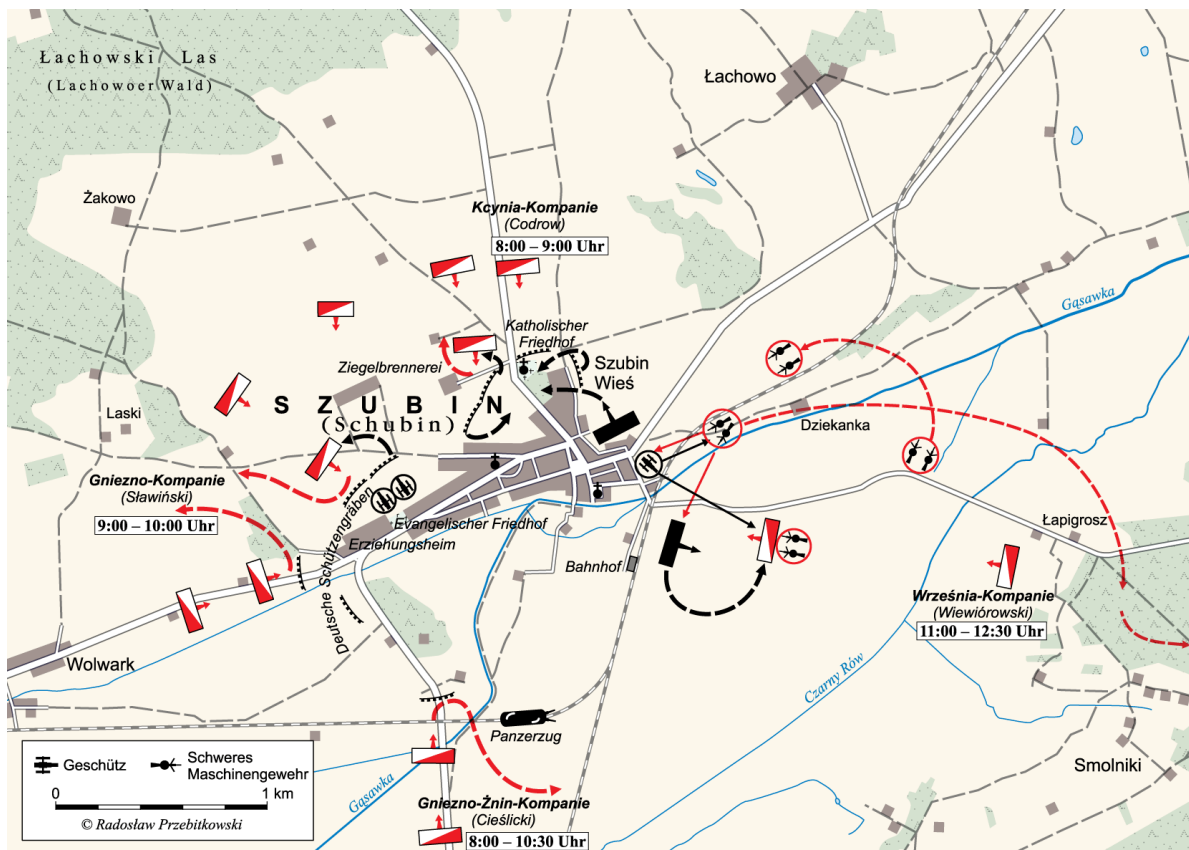 Łachowski Las
(Lachowoer Wald)
Łachowo
Żakowo
Kcynia-Kompanie
(Codrow)
8:00 – 9:00 Uhr
Gąsawka
Katholischer
Friedhof
Ziegelbrennerei
Szubin
Wieś
Laski
SZUBIN
(Schubin)
Dziekanka
Gniezno-Kompanie
(Sławiński)
9:00 – 10:00 Uhr
Evangelischer Friedhof
Erziehungsheim
Deutsche Schützengräben
Łapigrosz
Bahnhof
Września-Kompanie
(Wiewiórowski)
11:00 – 12:30 Uhr
Wolwark
Czarny Rów
Panzerzug
Smolniki
Gąsawka
Gniezno-Żnin-Kompanie
(Cieślicki)
8:00 – 10:30 Uhr
Geschütz
Schweres
Maschinengewehr
0 1 km
© Radosław Przebitkowski